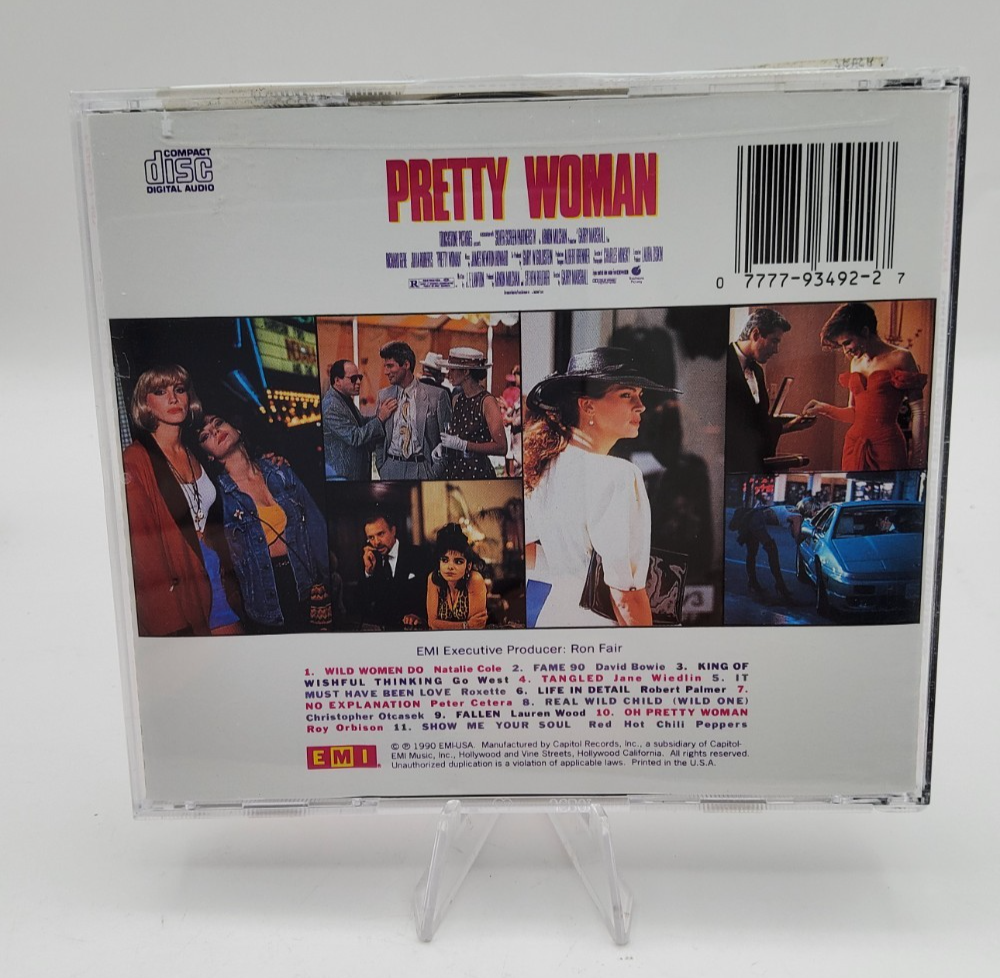 COMPACT
disc
DIGITAL AUDIO
PRETTY WOMAN
0 7777-93492-2 7
R
EMI Executive Producer: Ron Fair
1. WILD WOMEN DO Natalie Cole 2. FAME 90 David Bowie 3. KING OF
WISHFUL THINKING Go West 4. TANGLED Jane Wiedlin 5. IT
MUST HAVE BEEN LOVE Roxette 6. LIFE IN DETAIL Robert Palmer 7.
NO EXPLANATION Peter Cetera 8. REAL WILD CHILD (WILD ONE)
Christopher Otcasek 9. FALLEN Lauren Wood 10. OH PRETTY WOMAN
Roy Orbison 11. SHOW ME YOUR SOUL Red Hot Chili Peppers
EMI
© ℗ 1990 EMI-USA. Manufactured by Capitol Records, Inc., a subsidiary of Capitol-
EMI Music, Inc., Hollywood and Vine Streets, Hollywood California. All rights reserved.
Unauthorized duplication is a violation of applicable laws. Printed in the U.S.A.